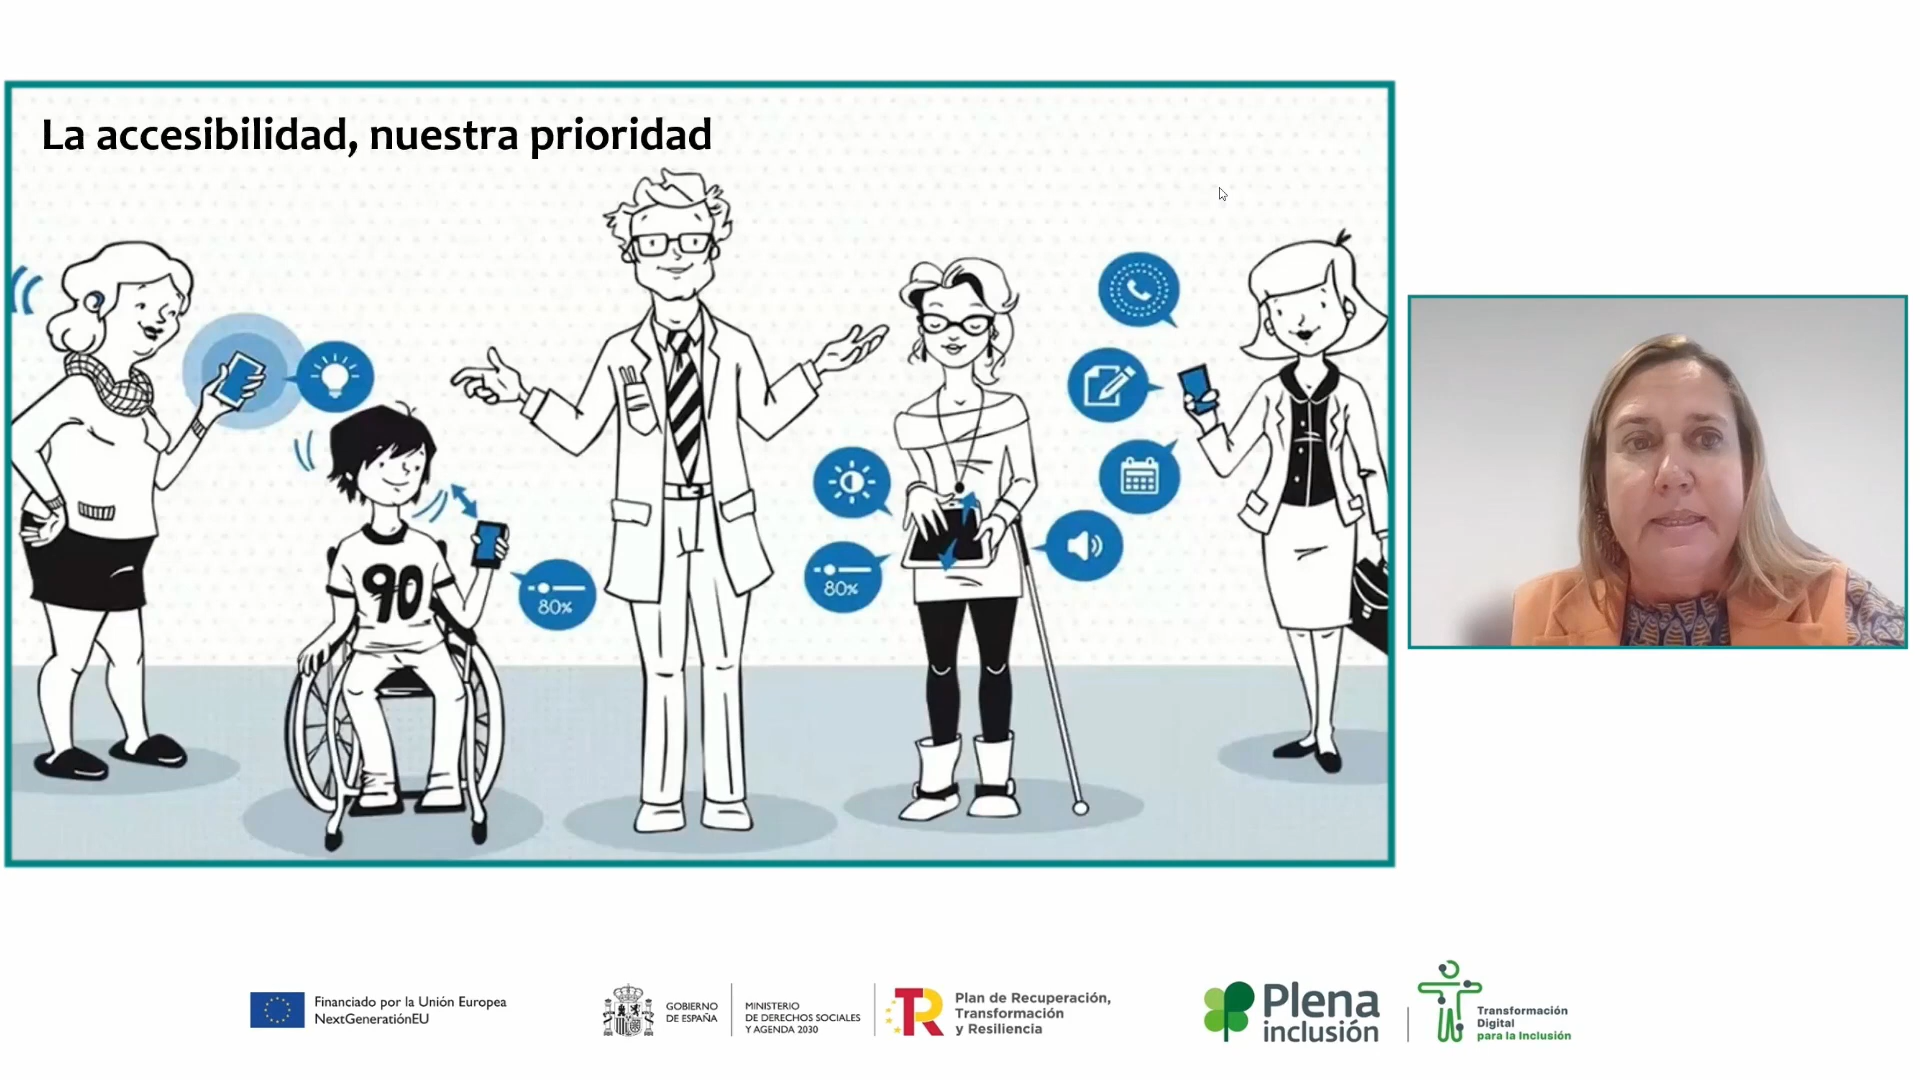 La accesibilidad, nuestra prioridad
90
80%
80%
Financiado por la Unión Europea
NextGenerationEU
GOBIERNO
DE ESPAÑA
MINISTERIO
DE DERECHOS SOCIALES
Y AGENDA 2030
TR
Plan de Recuperación,
Transformación
y Resiliencia
Plena
inclusión
Transformación
Digital
para la Inclusión